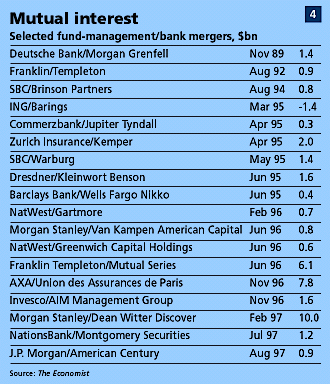 Mutual interest
4
Selected fund-management/bank mergers, $bn
Deutsche Bank/Morgan Grenfell Nov 89 1.4
Franklin/Templeton Aug 92 0.9
SBC/Brinson Partners Aug 94 0.8
ING/Barings Mar 95 -1.4
Commerzbank/Jupiter Tyndall Apr 95 0.3
Zurich Insurance/Kemper Apr 95 2.0
SBC/Warburg May 95 1.4
Dresdner/Kleinwort Benson Jun 95 1.6
Barclays Bank/Wells Fargo Nikko Jun 95 0.4
NatWest/Gartmore Feb 96 0.7
Morgan Stanley/Van Kampen American Capital Jun 96 0.8
NatWest/Greenwich Capital Holdings Jun 96 0.6
Franklin Templeton/Mutual Series Jun 96 6.1
AXA/Union des Assurances de Paris Nov 96 7.8
Invesco/AIM Management Group Nov 96 1.6
Morgan Stanley/Dean Witter Discover Feb 97 10.0
NationsBank/Montgomery Securities Jul 97 1.2
J.P. Morgan/American Century Aug 97 0.9
Source: The Economist